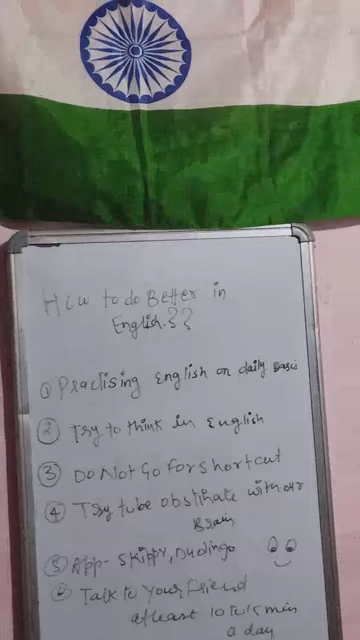 How to do Better in
English.??
① Practising English on daily Basis
② Try to think in English
③ Do Not Go For shortcut
④ Try to be obstinate with our
Brain
⑤ App- Skippy, Duolingo
⑥ Talk to Your Friend
atleast 10 to 15 min
a day